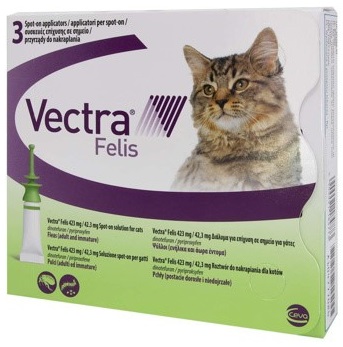 3 Spot-on applicators / applicatori per spot-on /
συσκευές επίχυσης σε σημείο /
przyrządy do nakraplania
Vectra®
Felis
Vectra® Felis 423 mg / 42,3 mg Spot-on solution for cats
dinotefuran / pyriproxyfen
Fleas (adult and immature)
Vectra® Felis 423 mg / 42,3 mg Soluzione spot-on per gatti
dinotefuran / pyriproxyfen
Pulci (adulti ed immature)
Vectra® Felis 423 mg / 42,3 mg Διάλυμα για επίχυση σε σημείο για γάτες
dinotefuran / pyriproxyfen
Ψύλλοι (ενήλικα και άωρα έντομα)
Vectra® Felis 423 mg / 42,3 mg Roztwór do nakraplania dla kotów
dinotefuran / pyriproxyfen
Pchły (postacie dorosłe i niedojrzałe)
Ceva